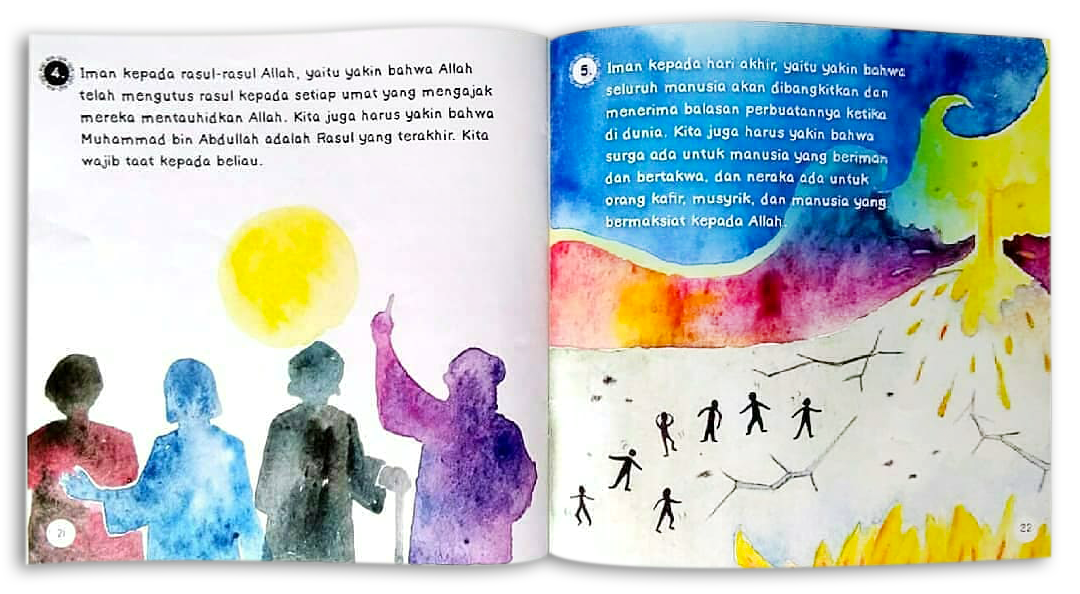 4.
Iman kepada rasul-rasul Allah, yaitu yakin bahwa Allah
telah mengutus rasul kepada setiap umat yang mengajak
mereka mentauhidkan Allah. Kita juga harus yakin bahwa
Muhammad bin Abdullah adalah Rasul yang terakhir. Kita
wajib taat kepada beliau.
21
5.
Iman kepada hari akhir, yaitu yakin bahwa
seluruh manusia akan dibangkitkan dan
menerima balasan perbuatannya ketika
di dunia. Kita juga harus yakin bahwa
surga ada untuk manusia yang beriman
dan bertakwa, dan neraka ada untuk
orang kafir, musyrik, dan manusia yang
bermaksiat kepada Allah.
22